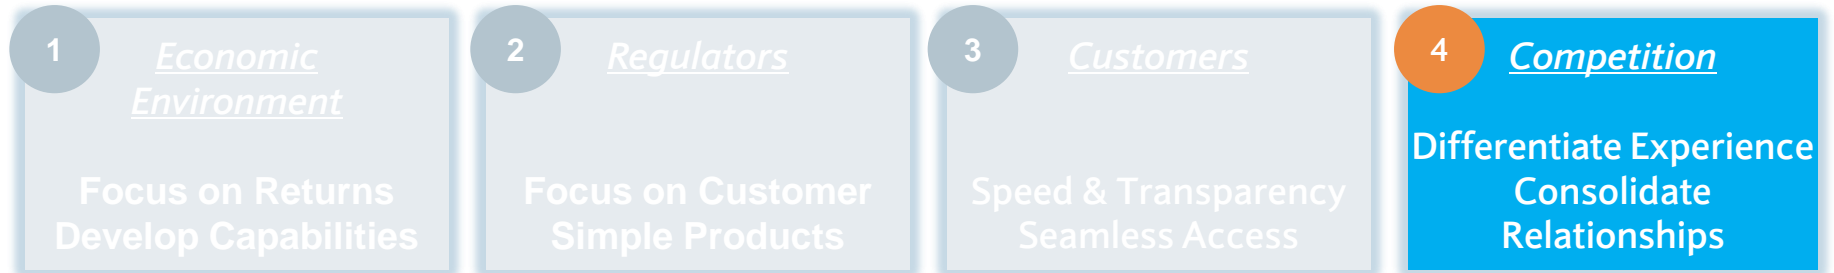 1
Economic
Environment
Focus on Returns
Develop Capabilities
2
Regulators
Focus on Customer
Simple Products
3
Customers
Speed & Transparency
Seamless Access
4
Competition
Differentiate Experience
Consolidate
Relationships